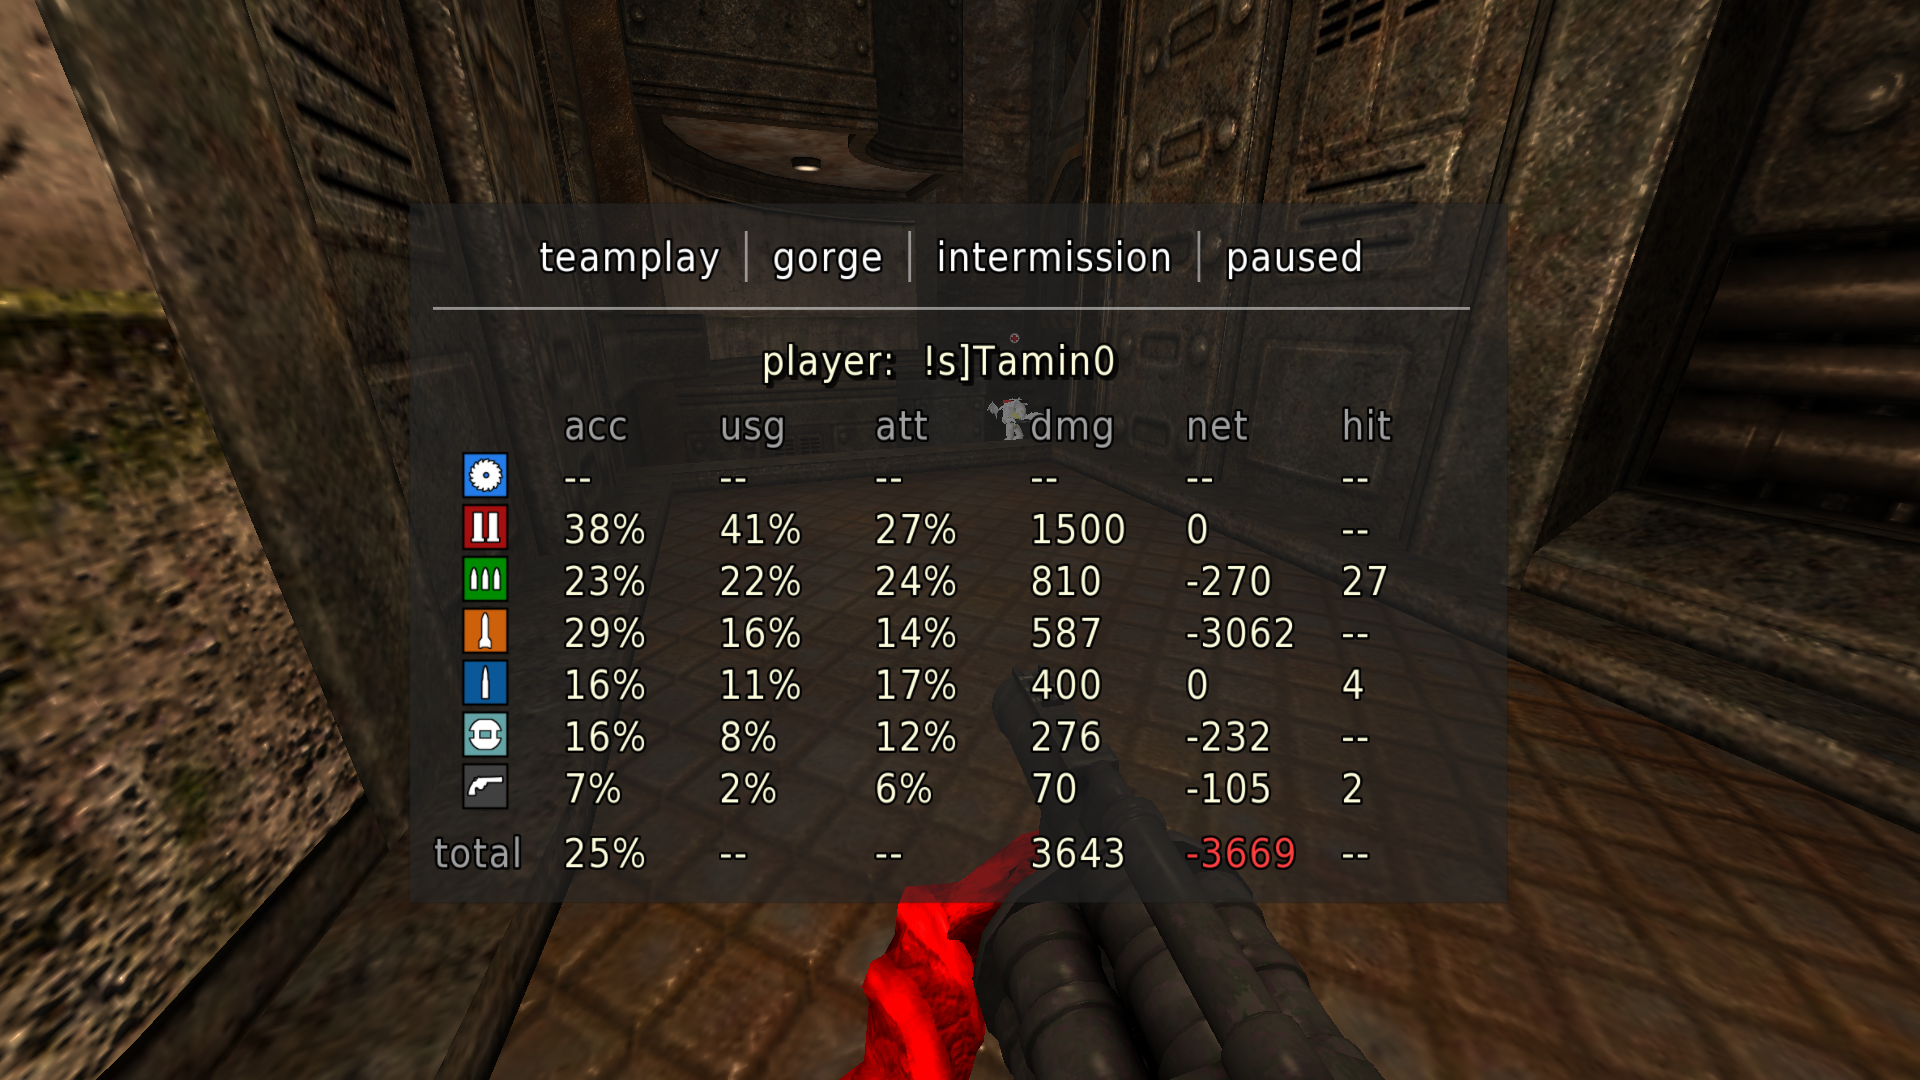 teamplay gorge intermission paused
player: !s]Tamin0
acc usg att dmg net hit
-- -- -- -- -- --
38% 41% 27% 1500 0 --
23% 22% 24% 810 -270 27
29% 16% 14% 587 -3062 --
16% 11% 17% 400 0 4
16% 8% 12% 276 -232 --
7% 2% 6% 70 -105 2
total 25% -- -- 3643 -3669 --